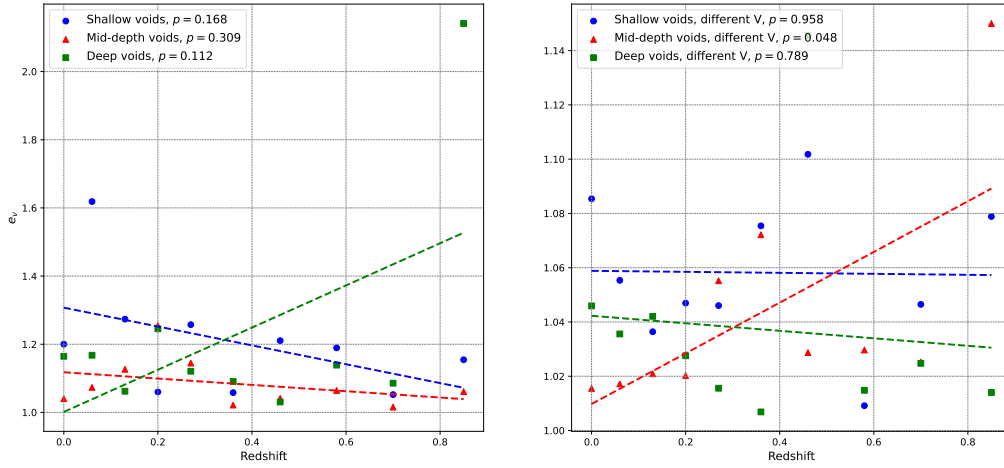 Shallow voids, p = 0.168
Mid-depth voids, p = 0.309
Deep voids, p = 0.112
2.0
1.8
1.6
1.4
1.2
1.0
e_v
0.0 0.2 0.4 0.6 0.8
Redshift
Shallow voids, different V, p = 0.958
Mid-depth voids, different V, p = 0.048
Deep voids, different V, p = 0.789
1.14
1.12
1.10
1.08
1.06
1.04
1.02
1.00
0.0 0.2 0.4 0.6 0.8
Redshift